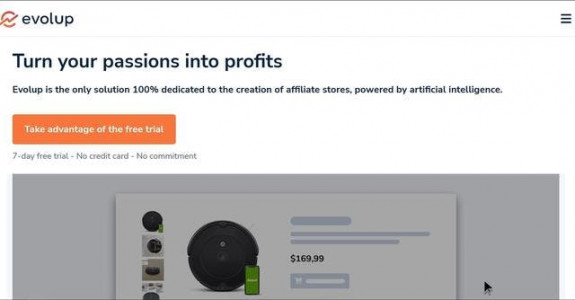 evolup
Turn your passions into profits
Evolup is the only solution 100% dedicated to the creation of affiliate stores, powered by artificial intelligence.
Take advantage of the free trial
7-day free trial - No credit card - No commitment
$169,99